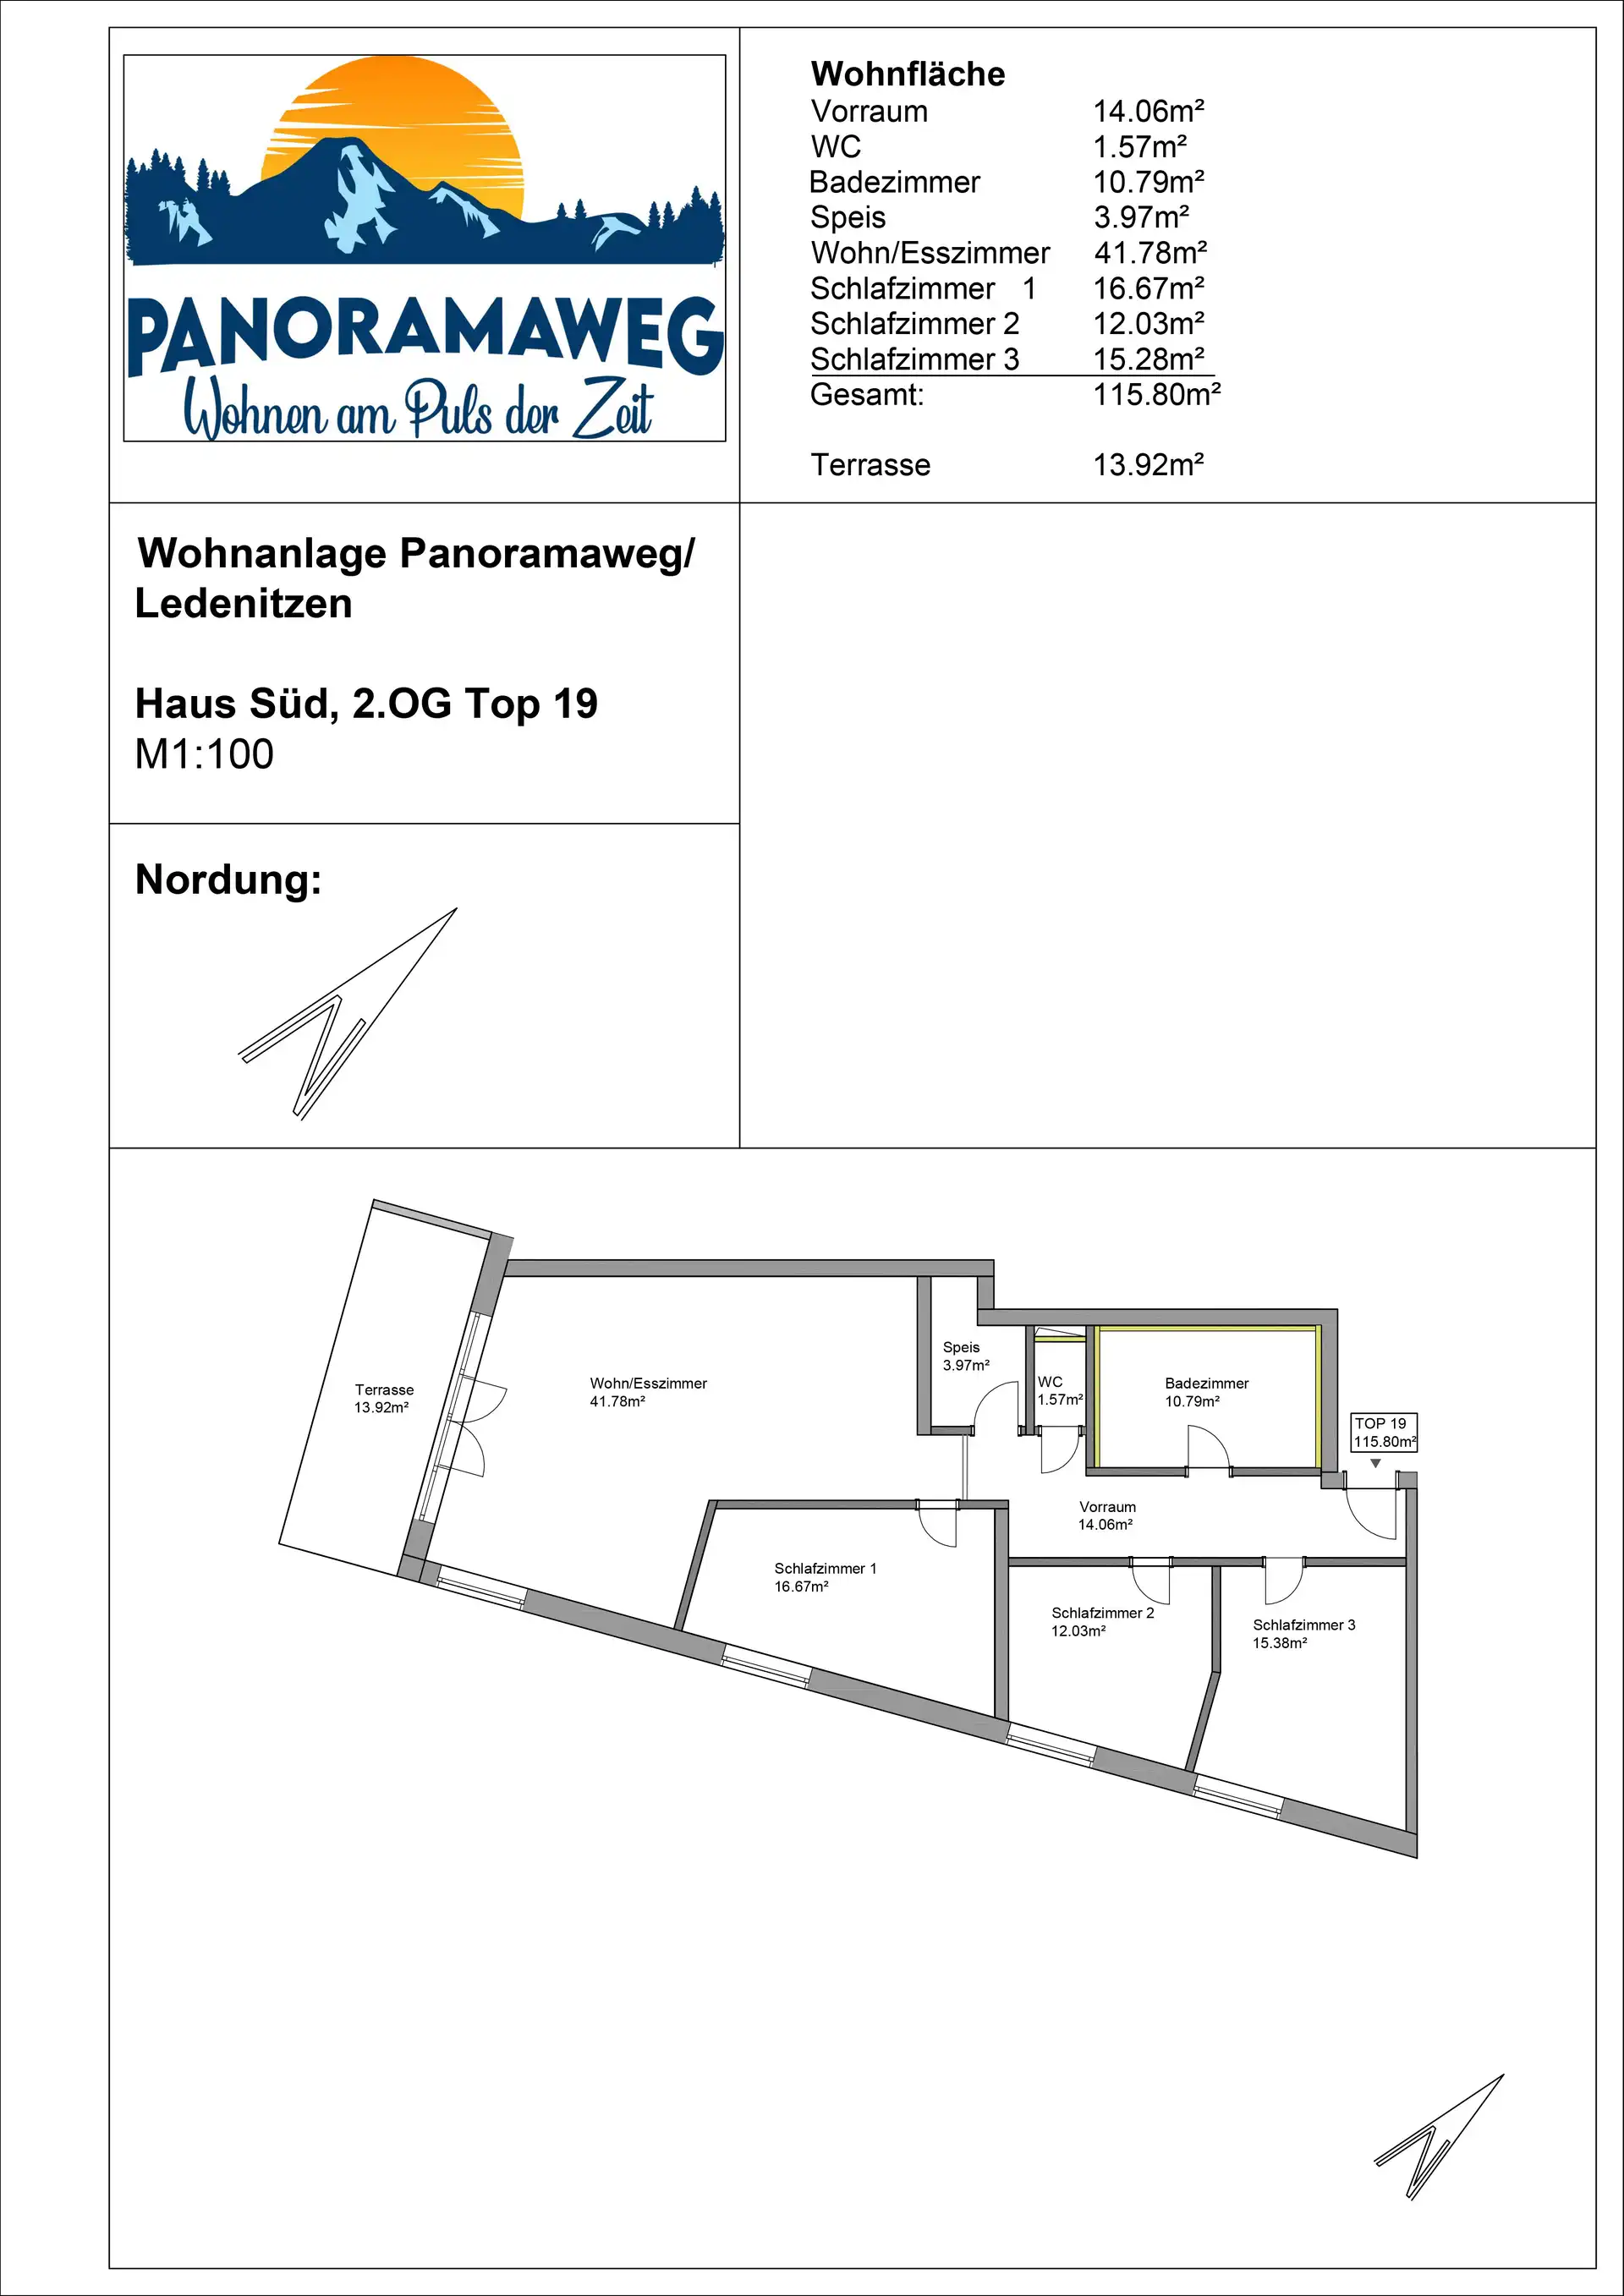 PANORAMAWEG
Wohnen am Puls der Zeit
Wohnfläche
Vorraum 14.06m²
WC 1.57m²
Badezimmer 10.79m²
Speis 3.97m²
Wohn/Esszimmer 41.78m²
Schlafzimmer 1 16.67m²
Schlafzimmer 2 12.03m²
Schlafzimmer 3 15.28m²
Gesamt: 115.80m²
Terrasse 13.92m²
Wohnanlage Panoramaweg/
Ledenitzen
Haus Süd, 2.OG Top 19
M1:100
Nordung:
N
Terrasse
13.92m²
Wohn/Esszimmer
41.78m²
Speis
3.97m²
WC
1.57m²
Badezimmer
10.79m²
TOP 19
115.80m²
Vorraum
14.06m²
Schlafzimmer 1
16.67m²
Schlafzimmer 2
12.03m²
Schlafzimmer 3
15.38m²
N